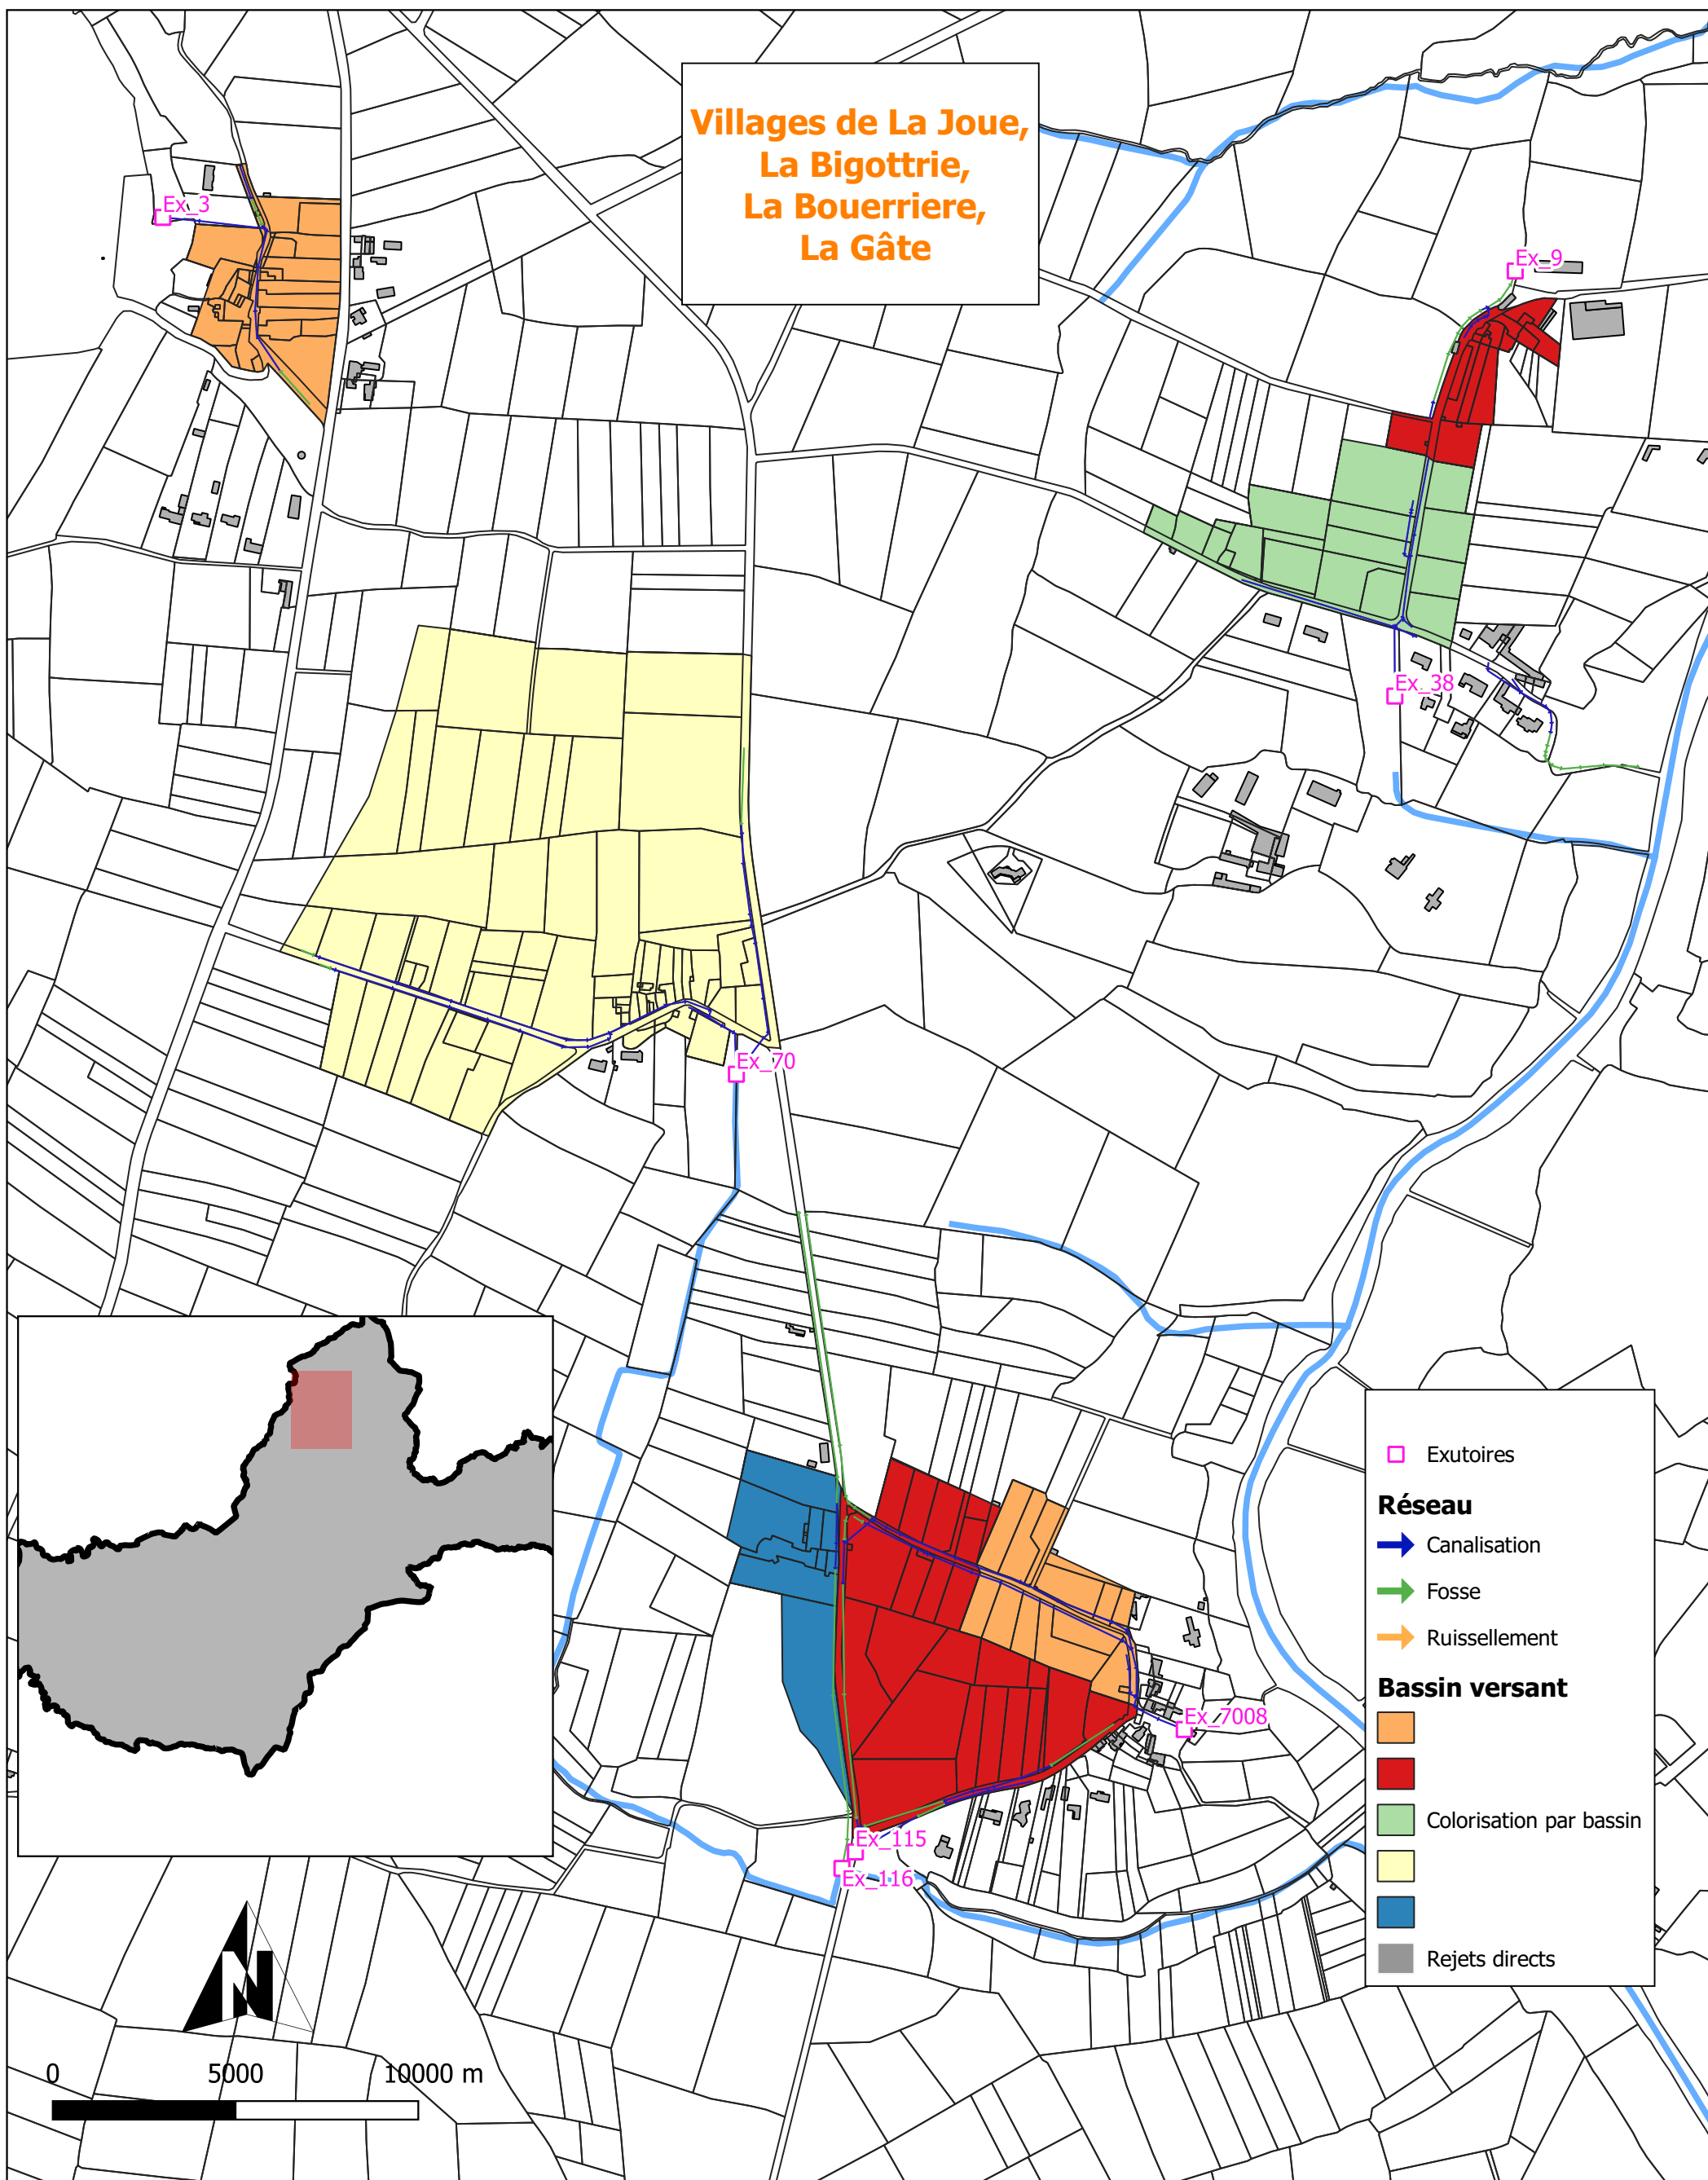 Villages de La Joue,
La Bigottrie,
La Bouerriere,
La Gâte
Ex_3
Ex_9
Ex_38
Ex_70
Ex_7008
Ex_115
Ex_116
Exutoires
Réseau
Canalisation
Fosse
Ruissellement
Bassin versant
Colorisation par bassin
Rejets directs
N
0 5000 10000 m